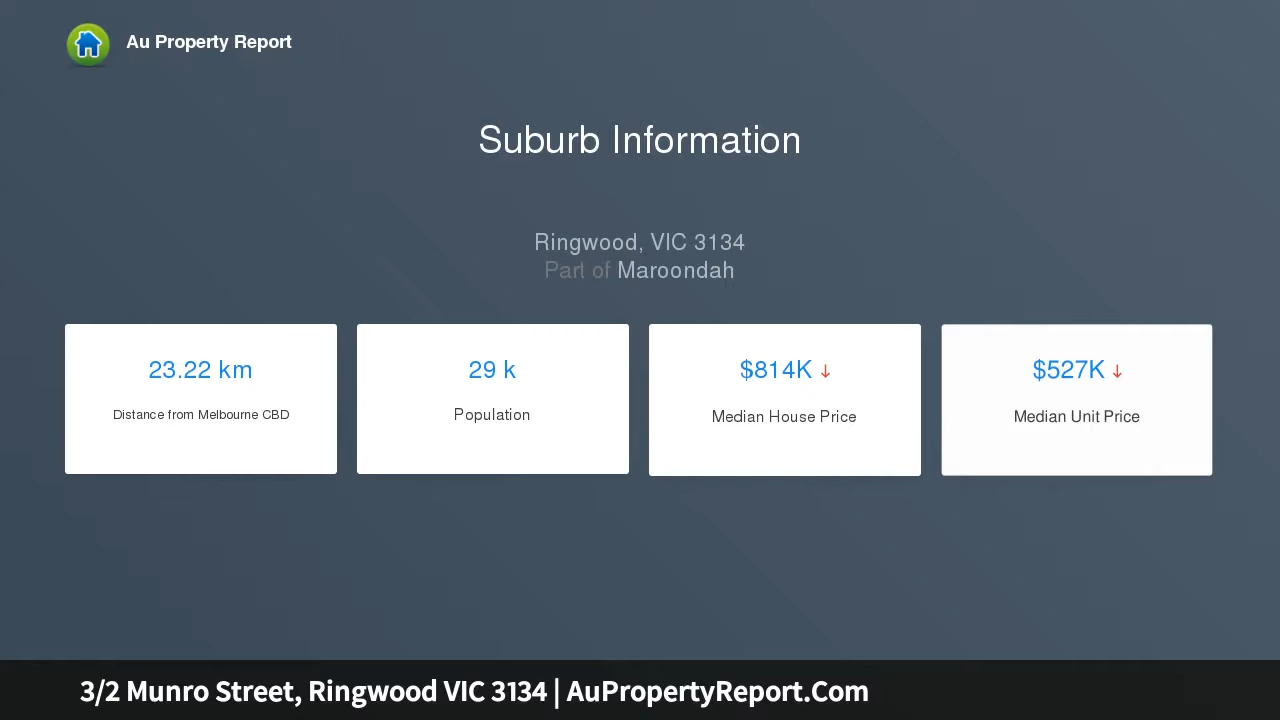 Au Property Report
Suburb Information
Ringwood, VIC 3134
Part of Maroondah
23.22 km
Distance from Melbourne CBD
29 k
Population
$814K ↓
Median House Price
$527K ↓
Median Unit Price
3/2 Munro Street, Ringwood VIC 3134 | AuPropertyReport.Com